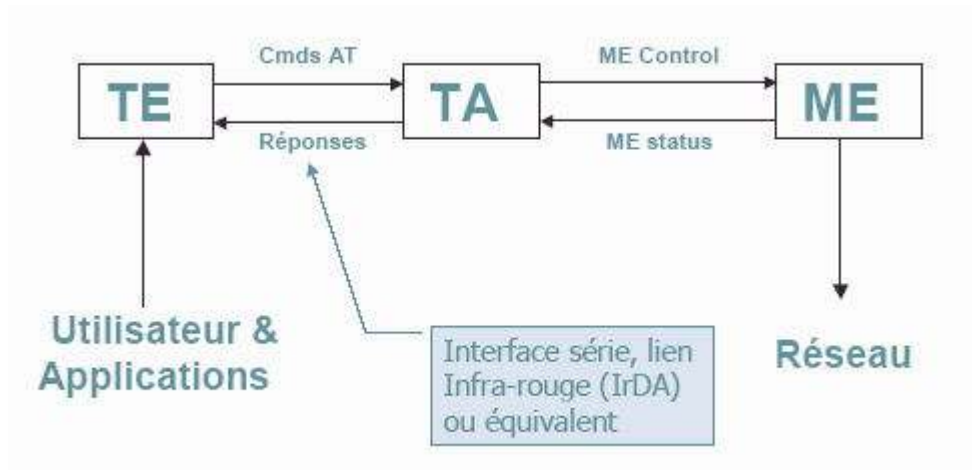 Cmds AT
ME Control
TE
TA
ME
Réponses
ME status
Utilisateur &
Applications
Interface série, lien
Infra-rouge (IrDA)
ou équivalent
Réseau